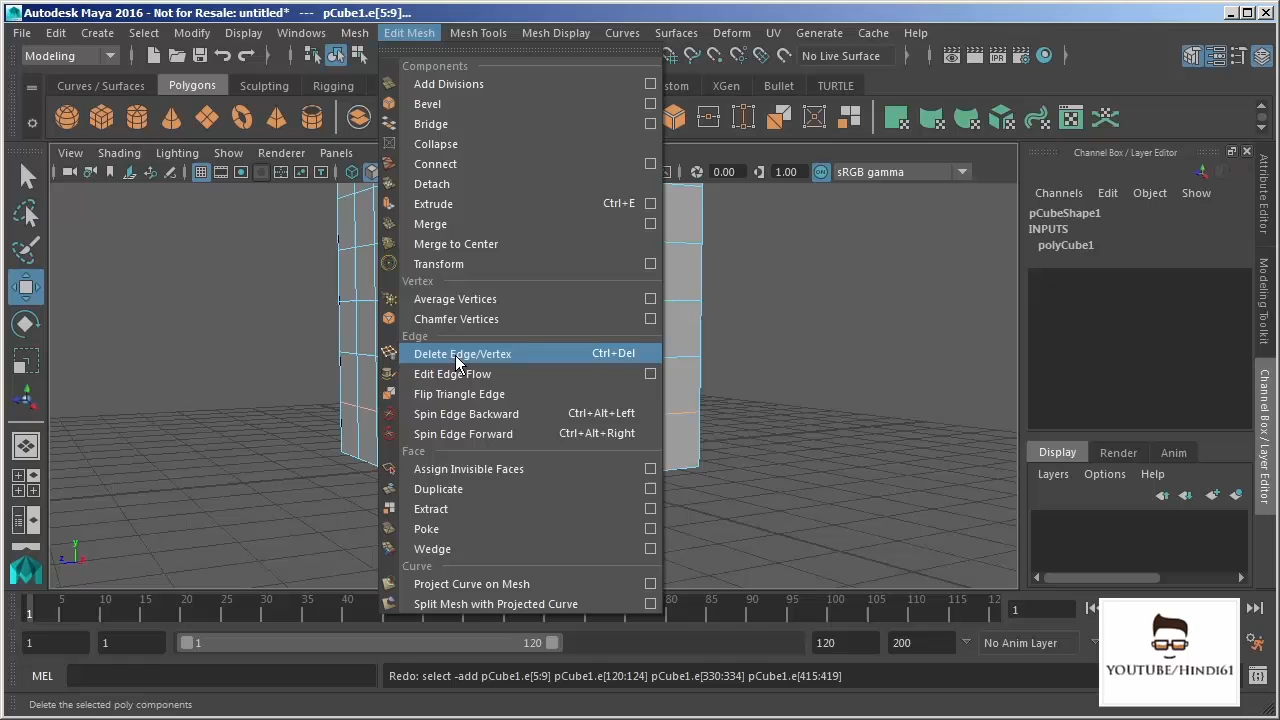 Autodesk Maya 2016 - Not for Resale: untitled*   ---   pCube1.e[5:9]...
File Edit Create Select Modify Display Windows Mesh Edit Mesh Mesh Tools Mesh Display Curves Surfaces Deform UV Generate Cache Help
Modeling No Live Surface
Curves / Surfaces Polygons Sculpting Rigging stom XGen Bullet TURTLE
View Shading Lighting Show Renderer Panels
0.00 1.00 ON sRGB gamma
Components
Add Divisions
Bevel
Bridge
Collapse
Connect
Detach
Extrude Ctrl+E
Merge
Merge to Center
Transform
Vertex
Average Vertices
Chamfer Vertices
Edge
Delete Edge/Vertex Ctrl+Del
Edit Edge Flow
Flip Triangle Edge
Spin Edge Backward Ctrl+Alt+Left
Spin Edge Forward Ctrl+Alt+Right
Face
Assign Invisible Faces
Duplicate
Extract
Poke
Wedge
Curve
Project Curve on Mesh
Split Mesh with Projected Curve
Channel Box / Layer Editor
Channels Edit Object Show
pCubeShape1
INPUTS
polyCube1
Display Render Anim
Layers Options Help
Attribute Editor
Modeling Toolkit
Channel Box / Layer Editor
y
z x
1 5 10 15 20 25 30 35 40 80 85 90 95 100 105 110 115 12
1
1 1 1 120 120 200 No Anim Layer
MEL Redo: select -add pCube1.e[5:9] pCube1.e[120:124] pCube1.e[330:334] pCube1.e[415:419]
Delete the selected poly components
YOUTUBE/HINDI61